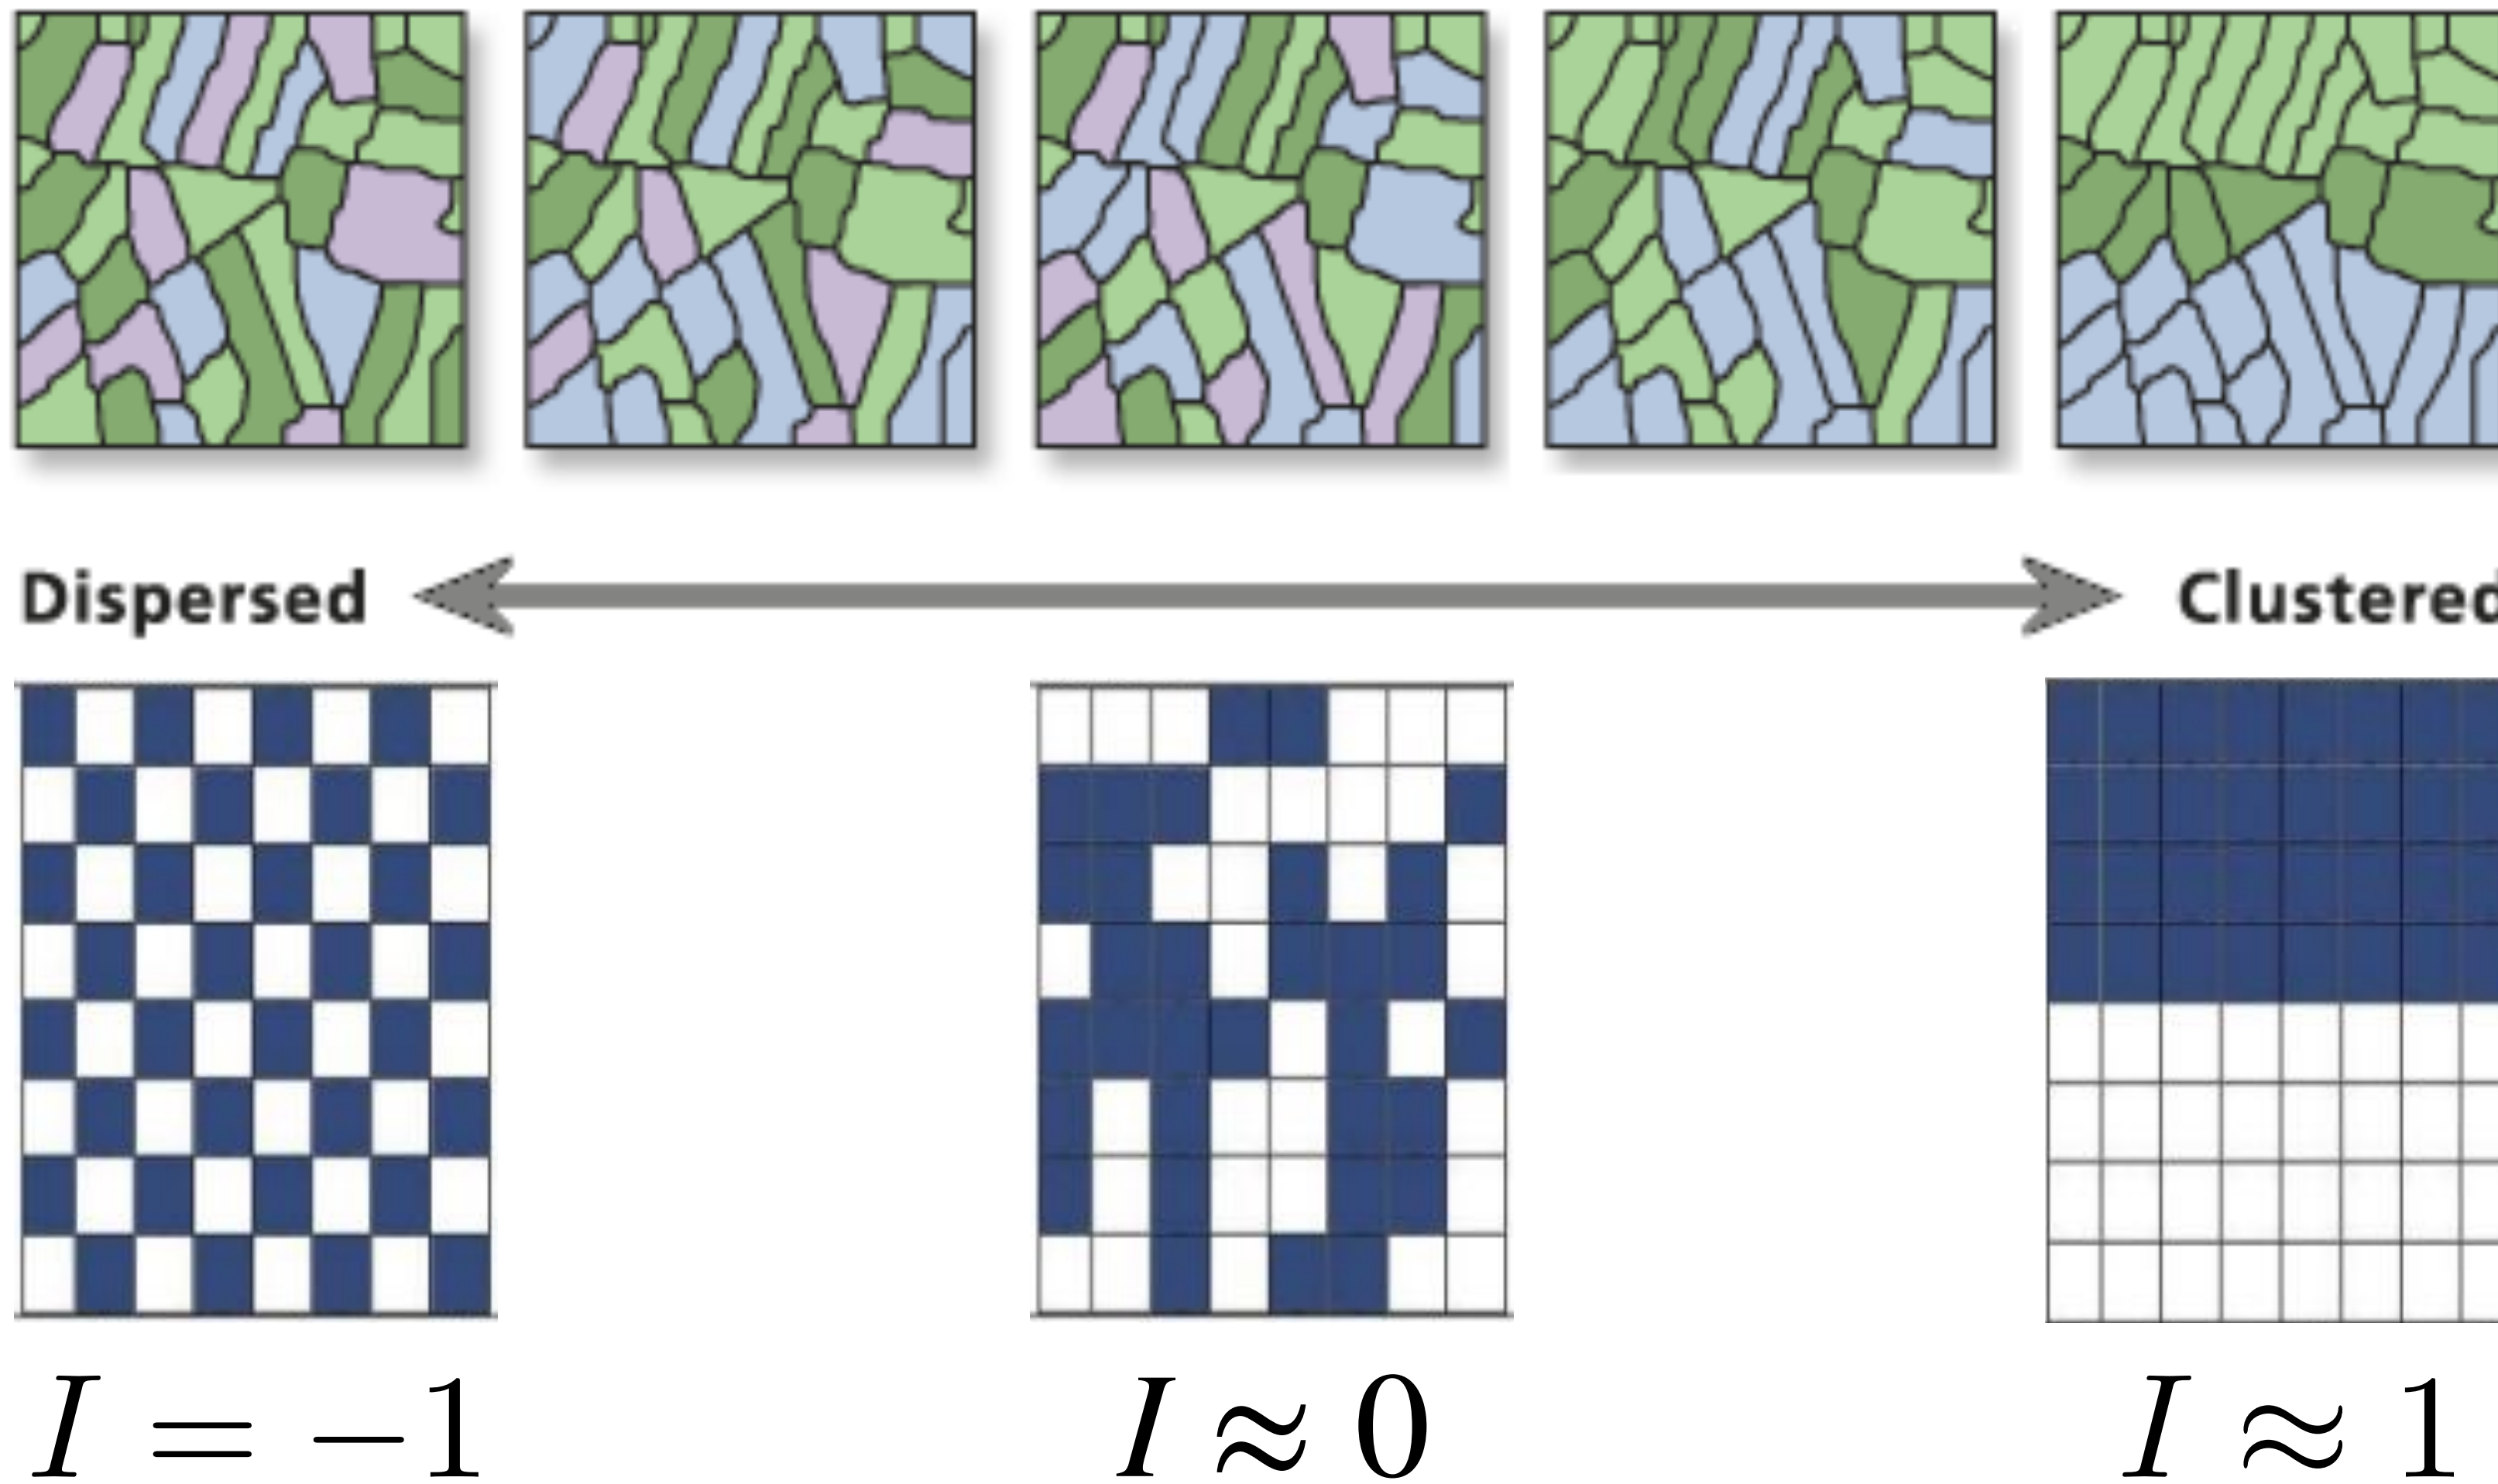 Dispersed Clustered
I = −1 I ≈ 0 I ≈ 1